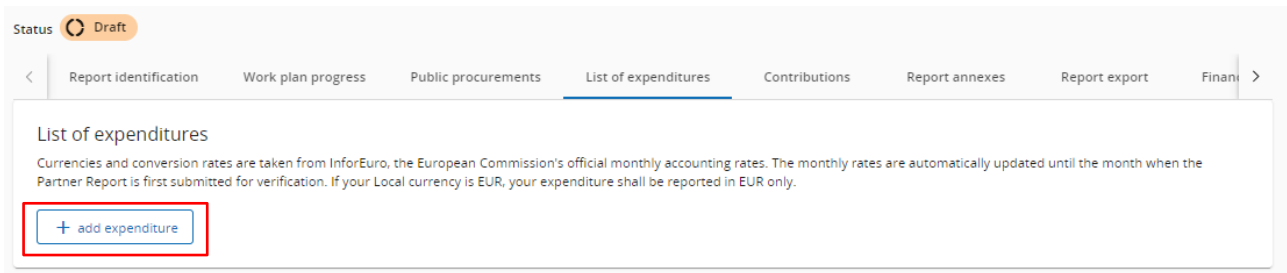 Status Draft
Report identification Work plan progress Public procurements List of expenditures Contributions Report annexes Report export Finan
List of expenditures
Currencies and conversion rates are taken from InforEuro, the European Commission's official monthly accounting rates. The monthly rates are automatically updated until the month when the
Partner Report is first submitted for verification. If your Local currency is EUR, your expenditure shall be reported in EUR only.
+ add expenditure